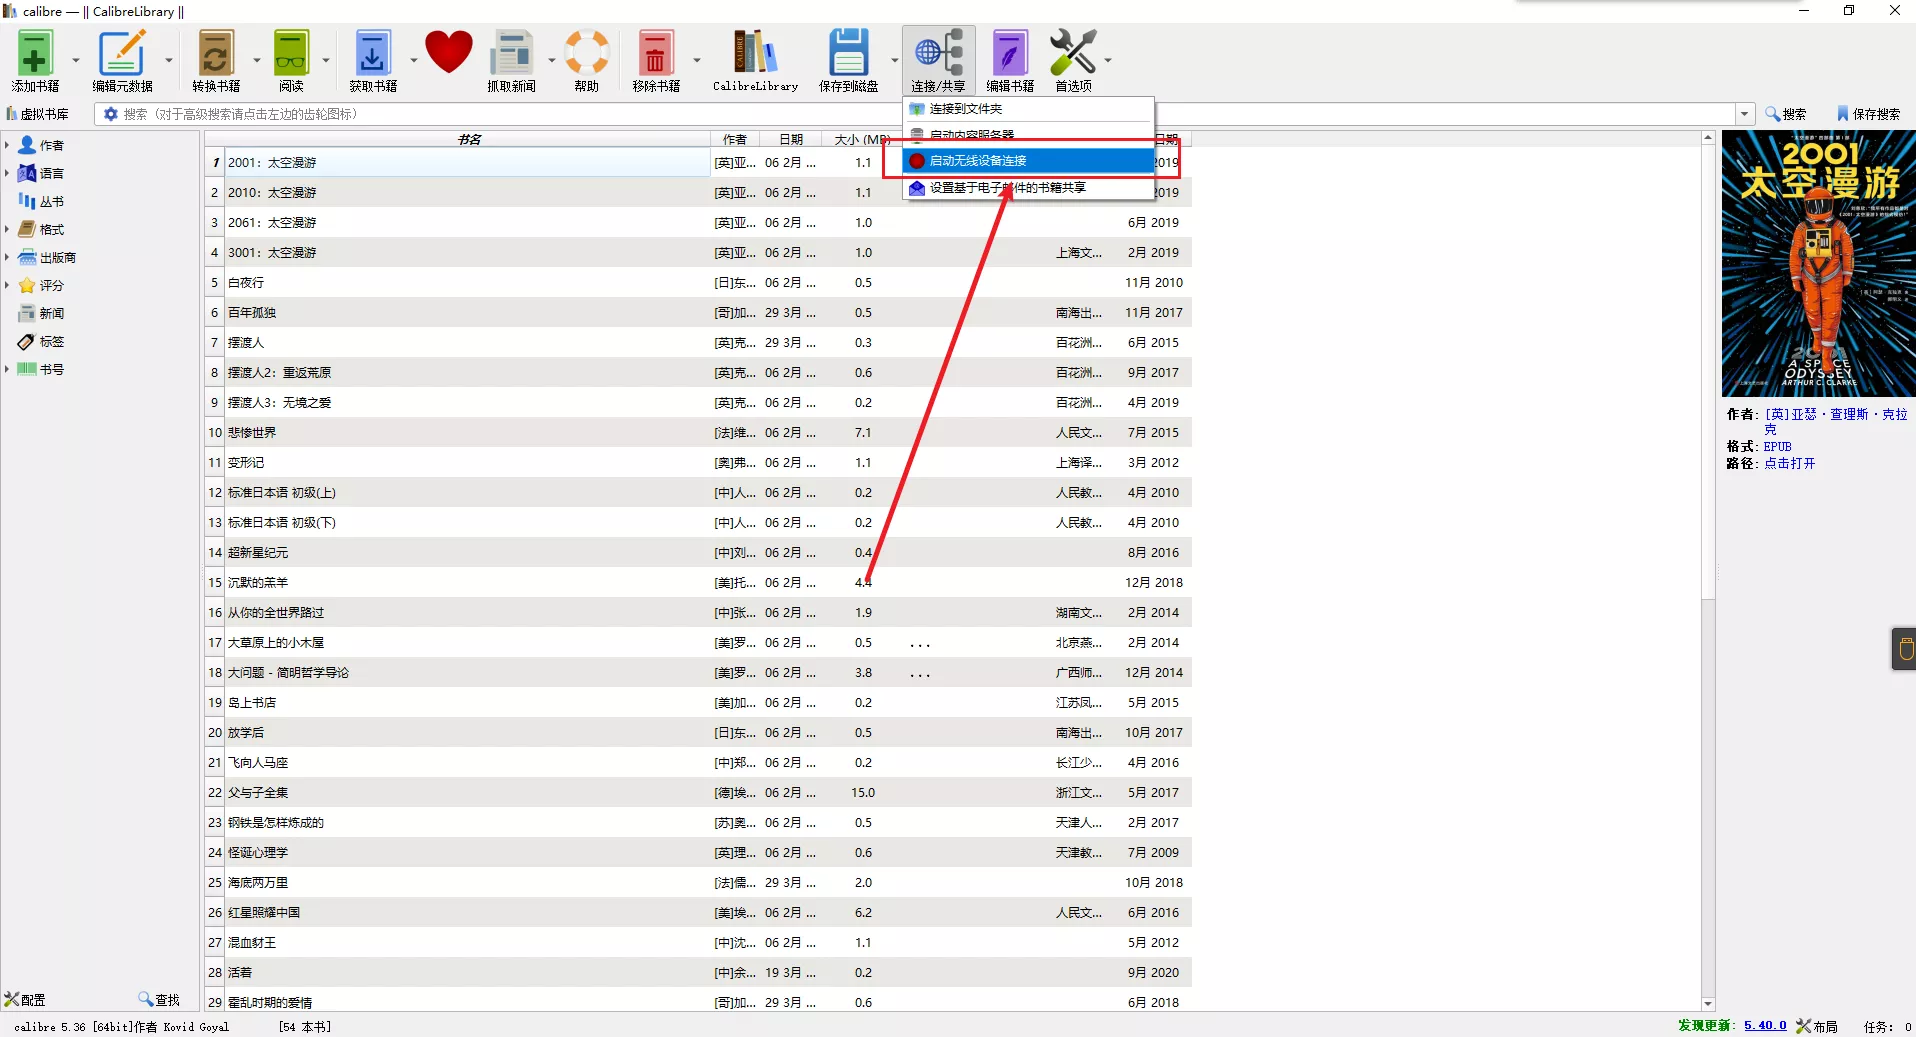 calibre — || CalibreLibrary ||
添加书籍 编辑元数据 转换书籍 阅读 获取书籍 抓取新闻 帮助 移除书籍 CalibreLibrary 保存到磁盘 连接/共享 编辑书籍 首选项
虚拟书库 搜索（对于高级搜索请点击左边的齿轮图标） 搜索 保存搜索
连接到文件夹
启动内容服务器
启动无线设备连接
设置基于电子邮件的书籍共享
作者
语言
丛书
格式
出版商
评分
新闻
标签
书号
书名 作者 日期 大小 (MB) 日期
1 2001：太空漫游 [英]亚... 06 2月 ... 1.1 2019
2 2010：太空漫游 [英]亚... 06 2月 ... 1.1 2019
3 2061：太空漫游 [英]亚... 06 2月 ... 1.0 6月 2019
4 3001：太空漫游 [英]亚... 06 2月 ... 1.0 上海文... 2月 2019
5 白夜行 [日]东... 06 2月 ... 0.5 11月 2010
6 百年孤独 [哥]加... 29 3月 ... 0.5 南海出... 11月 2017
7 摆渡人 [英]克... 29 3月 ... 0.3 百花洲... 6月 2015
8 摆渡人2：重返荒原 [英]克... 06 2月 ... 0.6 百花洲... 9月 2017
9 摆渡人3：无境之爱 [英]克... 06 2月 ... 0.2 百花洲... 4月 2019
10 悲惨世界 [法]维... 06 2月 ... 7.1 人民文... 7月 2015
11 变形记 [奥]弗... 06 2月 ... 1.1 上海译... 3月 2012
12 标准日本语 初级(上) [中]人... 06 2月 ... 0.2 人民教... 4月 2010
13 标准日本语 初级(下) [中]人... 06 2月 ... 0.2 人民教... 4月 2010
14 超新星纪元 [中]刘... 06 2月 ... 0.4 8月 2016
15 沉默的羔羊 [美]托... 06 2月 ... 4.4 12月 2018
16 从你的全世界路过 [中]张... 06 2月 ... 1.9 湖南文... 2月 2014
17 大草原上的小木屋 [美]罗... 06 2月 ... 0.5 ... 北京燕... 2月 2014
18 大问题 - 简明哲学导论 [美]罗... 06 2月 ... 3.8 ... 广西师... 12月 2014
19 岛上书店 [美]加... 06 2月 ... 0.2 江苏凤... 5月 2015
20 放学后 [日]东... 06 2月 ... 0.5 南海出... 10月 2017
21 飞向人马座 [中]郑... 06 2月 ... 0.2 长江少... 4月 2016
22 父与子全集 [德]埃... 06 2月 ... 15.0 浙江文... 5月 2017
23 钢铁是怎样炼成的 [苏]奥... 06 2月 ... 0.5 天津人... 2月 2017
24 怪诞心理学 [英]理... 06 2月 ... 0.6 天津教... 7月 2009
25 海底两万里 [法]儒... 29 3月 ... 2.0 10月 2018
26 红星照耀中国 [美]埃... 06 2月 ... 6.2 人民文... 6月 2016
27 混血豺王 [中]沈... 06 2月 ... 1.1 5月 2012
28 活着 [中]余... 19 3月 ... 0.2 9月 2020
29 霍乱时期的爱情 [哥]加... 29 3月 ... 0.6 6月 2018
2001
太空漫游
2001
A SPACE
ODYSSEY
ARTHUR C. CLARKE
作者：[英]亚瑟·查理斯·克拉
克
格式：EPUB
路径：点击打开
配置 查找
calibre 5.36 [64bit]作者 Kovid Goyal [54 本书] 发现更新： 5.40.0 布局 任务： 0